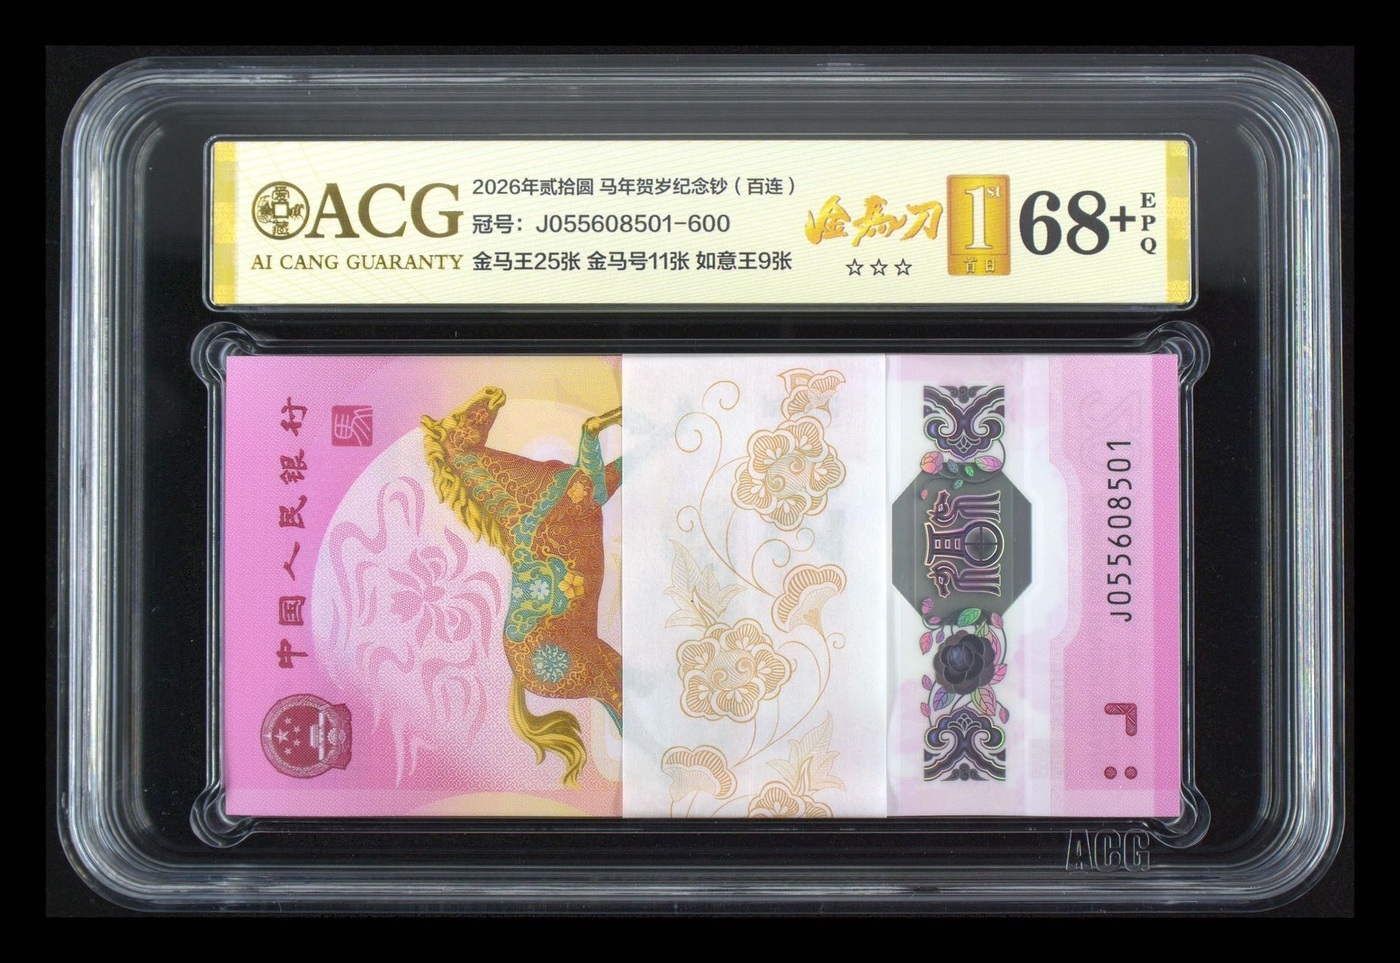 ACG
AI CANG GUARANTY
2026年贰拾圆 马年贺岁纪念钞（百连）
冠号：J055608501-600
金马王25张 金马号11张 如意王9张
金马刀
☆☆☆
1st
首日
68+
EPQ
中国人民银行
J055608501
ACG